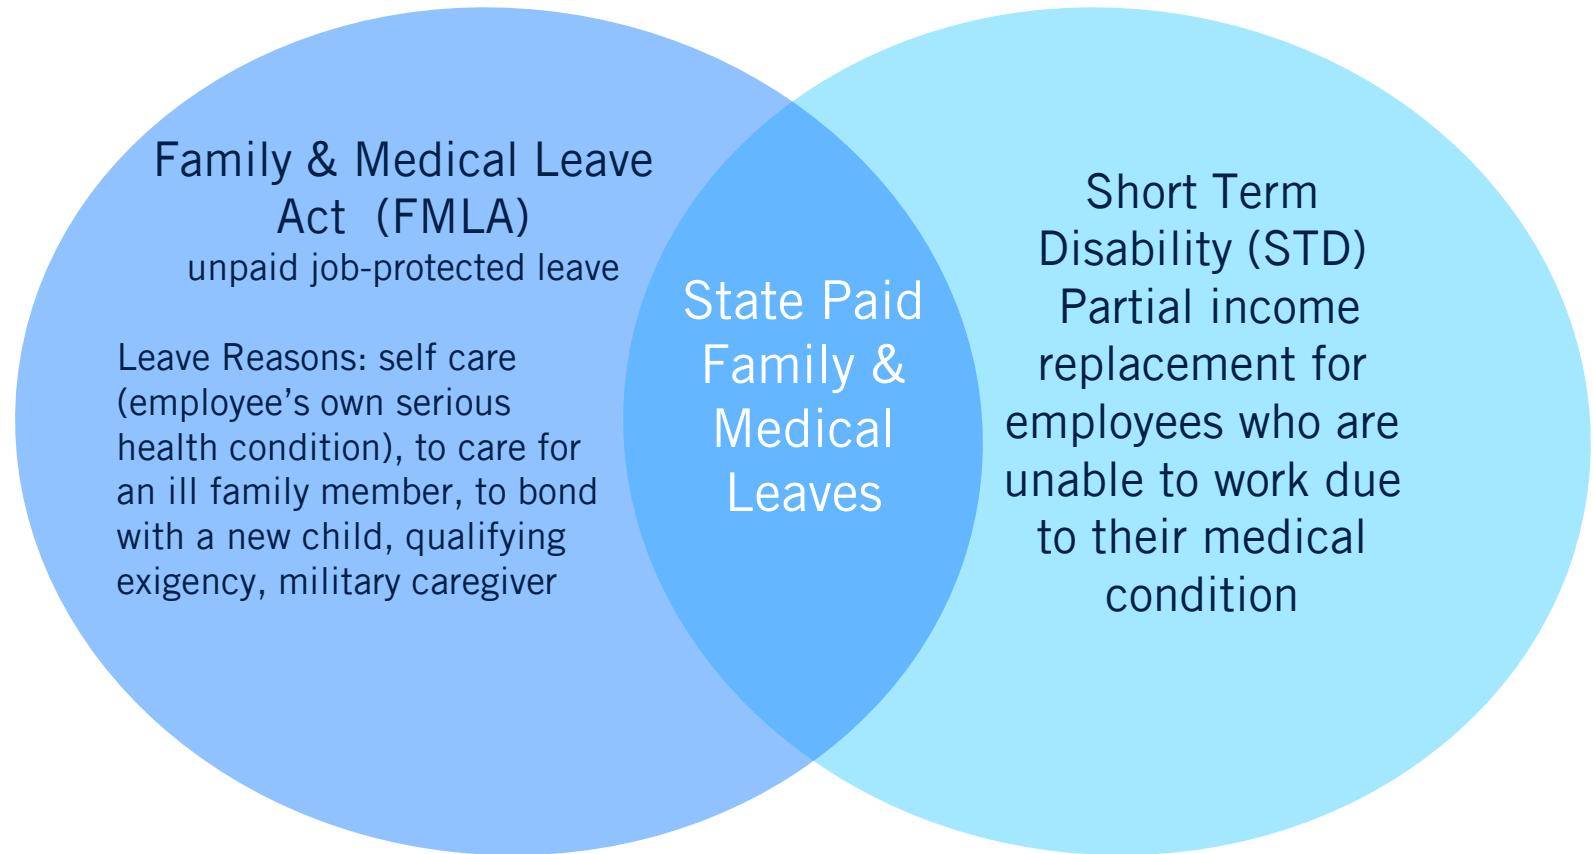 Family & Medical Leave
Act (FMLA)
unpaid job-protected leave
Leave Reasons: self care
(employee’s own serious
health condition), to care for
an ill family member, to bond
with a new child, qualifying
exigency, military caregiver
State Paid
Family &
Medical
Leaves
Short Term
Disability (STD)
Partial income
replacement for
employees who are
unable to work due
to their medical
condition